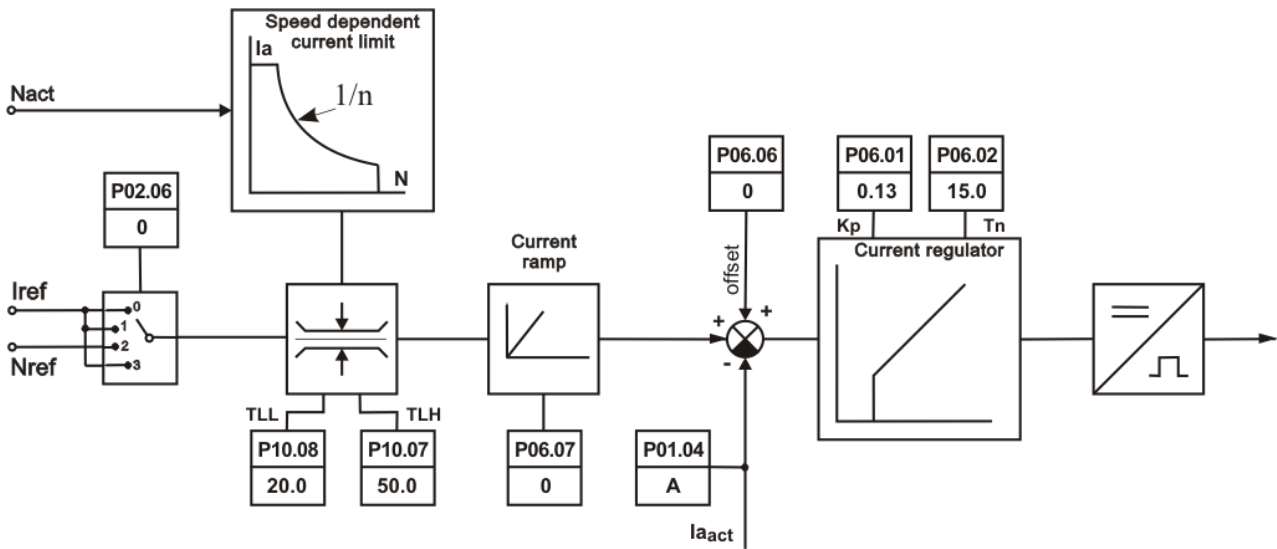 Speed dependent
current limit
Ia
1/n
N
Nact
P02.06
0
Iref
Nref
0
1
2
3
TLL
TLH
P10.08
20.0
P10.07
50.0
Current
ramp
P06.07
0
P06.06
0
offset
+
+
-
P01.04
A
Iaact
P06.01
0.13
P06.02
15.0
Kp
Tn
Current regulator